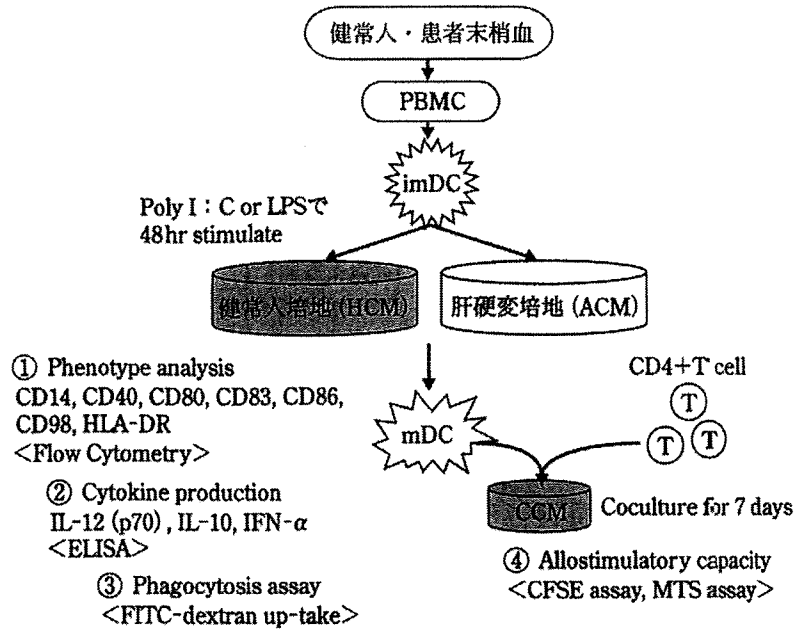 健常人・患者末梢血
PBMC
imDC
Poly I：C or LPSで
48hr stimulate
健常人培地(HCM)
肝硬変培地(ACM)
① Phenotype analysis
CD14, CD40, CD80, CD83, CD86,
CD98, HLA-DR
<Flow Cytometry>
mDC
CD4+T cell
T
T
T
② Cytokine production
IL-12 (p70), IL-10, IFN-α
<ELISA>
CCM
Coculture for 7 days
③ Phagocytosis assay
<FITC-dextran up-take>
④ Allostimulatory capacity
<CFSE assay, MTS assay>